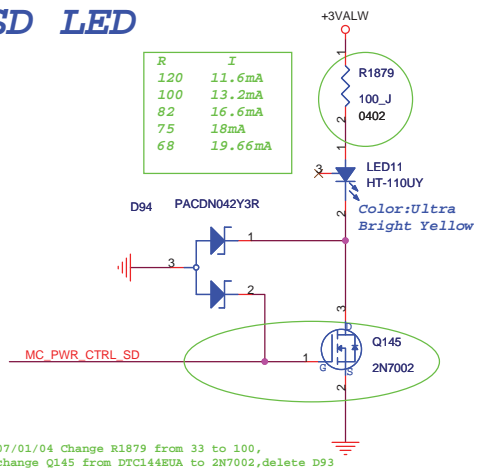 SD LED
+3VALW
1
R1879
100_J
0402
2
R I
120 11.6mA
100 13.2mA
82 16.6mA
75 18mA
68 19.66mA
1
3
LED11
HT-110UY
2
Color:Ultra
Bright Yellow
D94 PACDN042Y3R
1
3
2
3
D
Q145
2N7002
MC_PWR_CTRL_SD
1
G
S
2
07/01/04 Change R1879 from 33 to 100,
change Q145 from DTC144EUA to 2N7002,delete D93